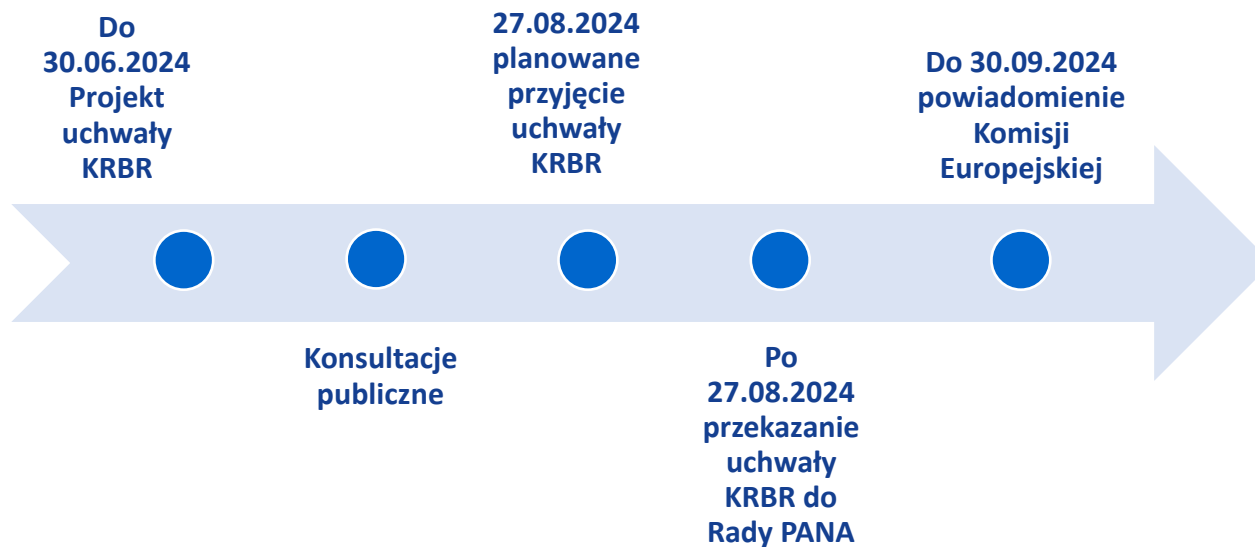 Do
30.06.2024
Projekt
uchwały
KRBR
Konsultacje
publiczne
27.08.2024
planowane
przyjęcie
uchwały
KRBR
Po
27.08.2024
przekazanie
uchwały
KRBR do
Rady PANA
Do 30.09.2024
powiadomienie
Komisji
Europejskiej